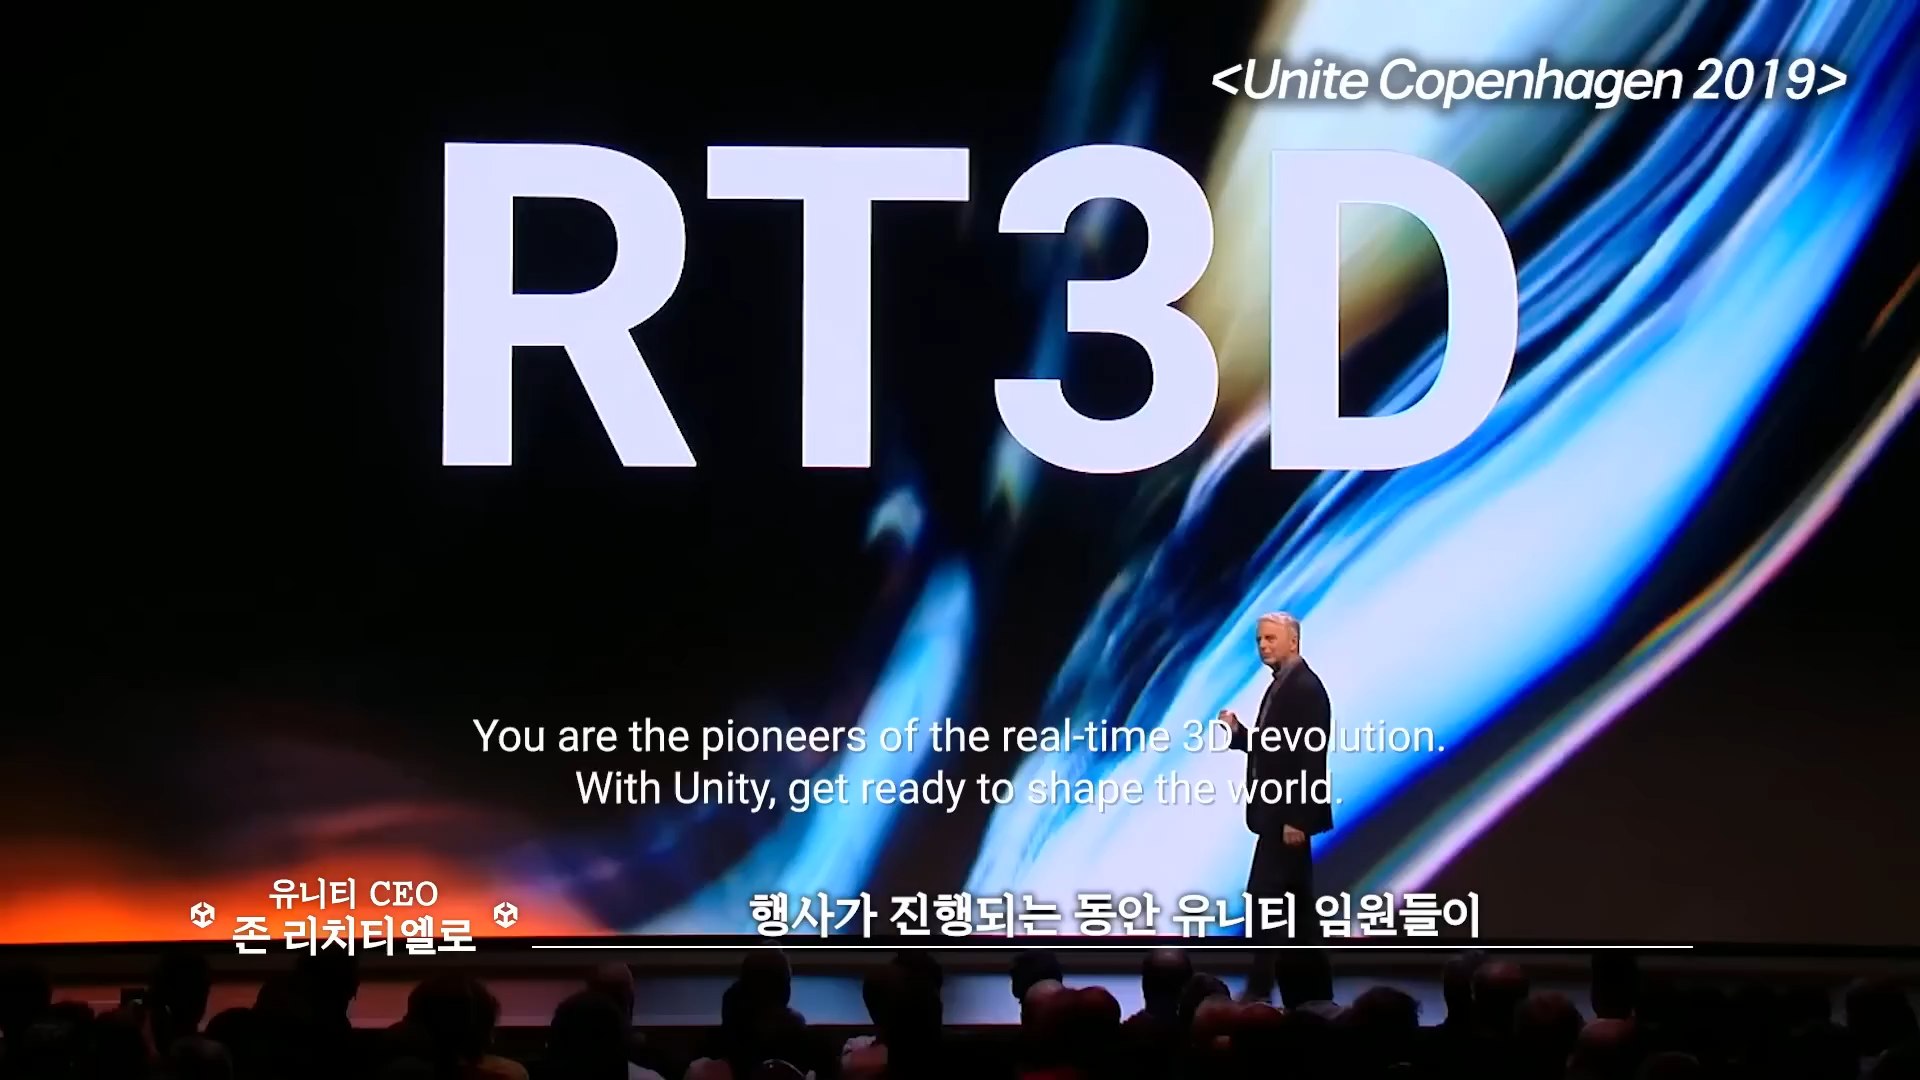 <Unite Copenhagen 2019>
RT3D
You are the pioneers of the real-time 3D revolution.
With Unity, get ready to shape the world.
유니티 CEO
존 리치티엘로
행사가 진행되는 동안 유니티 임원들이